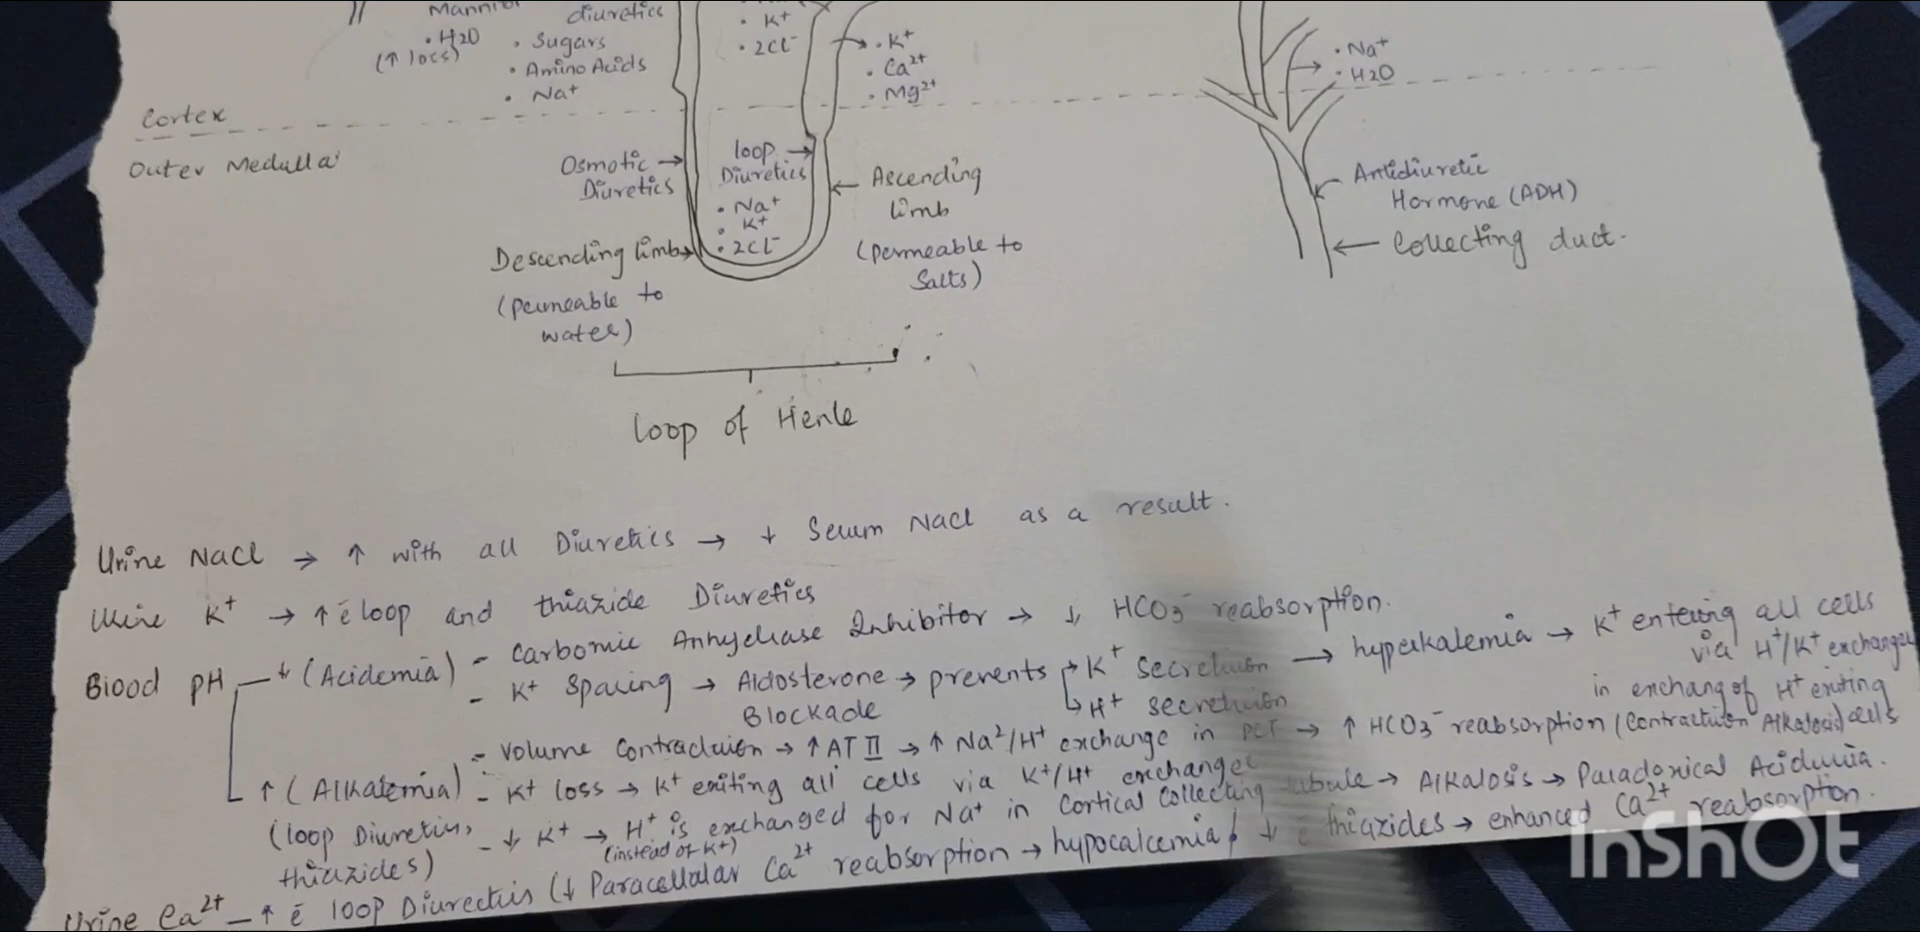 diuretics
• H2O
(↑ loss)
• Sugars
• Amino Acids
• Na+
• K+
• 2Cl-
• K+
• Ca2+
• Mg2+
• Na+
• H2O
Cortex
Outer Medulla
Osmotic →
Diuretics
loop →
Diuretics
• Na+
• K+
• 2Cl-
← Ascending
limb
(permeable to
Salts)
Descending limb
(permeable to
water)
Antidiuretic
Hormone (ADH)
← Collecting duct.
Loop of Henle
Urine NaCl → ↑ with all Diuretics → ↓ Serum NaCl as a result.
Urine K+ → ↑ ē loop and thiazide Diuretics
Blood pH ↓ (Acidemia) - Carbonic Anhydrase Inhibitor → ↓ HCO3- reabsorption.
- K+ Sparing → Aldosterone Blockade → prevents → K+ secretion → hyperkalemia → K+ entering all cells
via H+/K+ exchanger
↳ H+ secretion
in exchang of H+ exiting cells
- Volume Contraction → ↑ AT II → ↑ Na2/H+ exchange in PCT → ↑ HCO3- reabsorption (Contraction Alkalosis)
↑ (Alkalemia) - K+ loss → K+ exiting all cells via K+/H+ exchanger
(loop Diuretics, thiazides) - ↓ K+ → H+ is exchanged for Na+ in Cortical Collecting tubule → Alkalosis → Paradoxical Aciduria.
(instead of K+)
Urine Ca2+ - ↑ ē loop Diurectics (↓ Paracellular Ca2+ reabsorption → hypocalcemia) ↓ ē thiazides → enhanced Ca2+ reabsorption.
InShOt